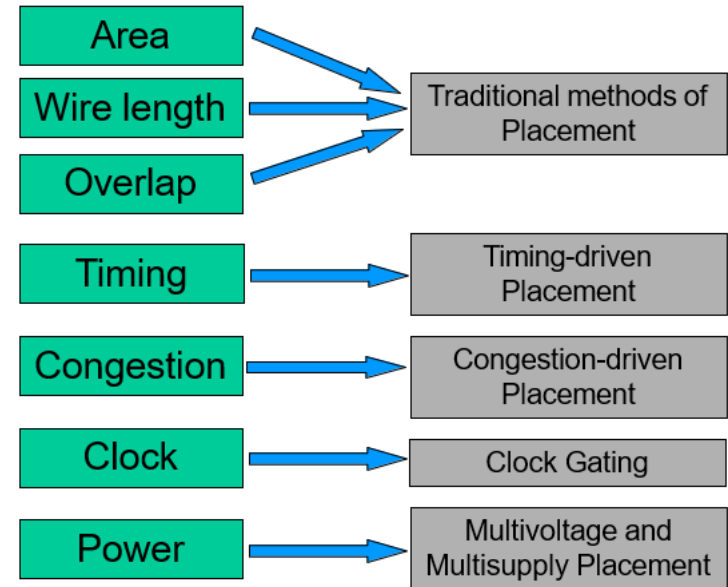 Area
Wire length
Overlap
Traditional methods of
Placement
Timing
Timing-driven
Placement
Congestion
Congestion-driven
Placement
Clock
Clock Gating
Power
Multivoltage and
Multisupply Placement